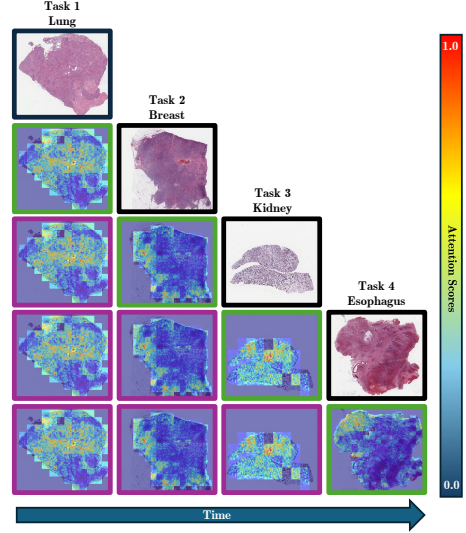 Task 1
Lung
1.0
Task 2
Breast
Task 3
Kidney
Attention Scores
Task 4
Esophagus
0.0
Time